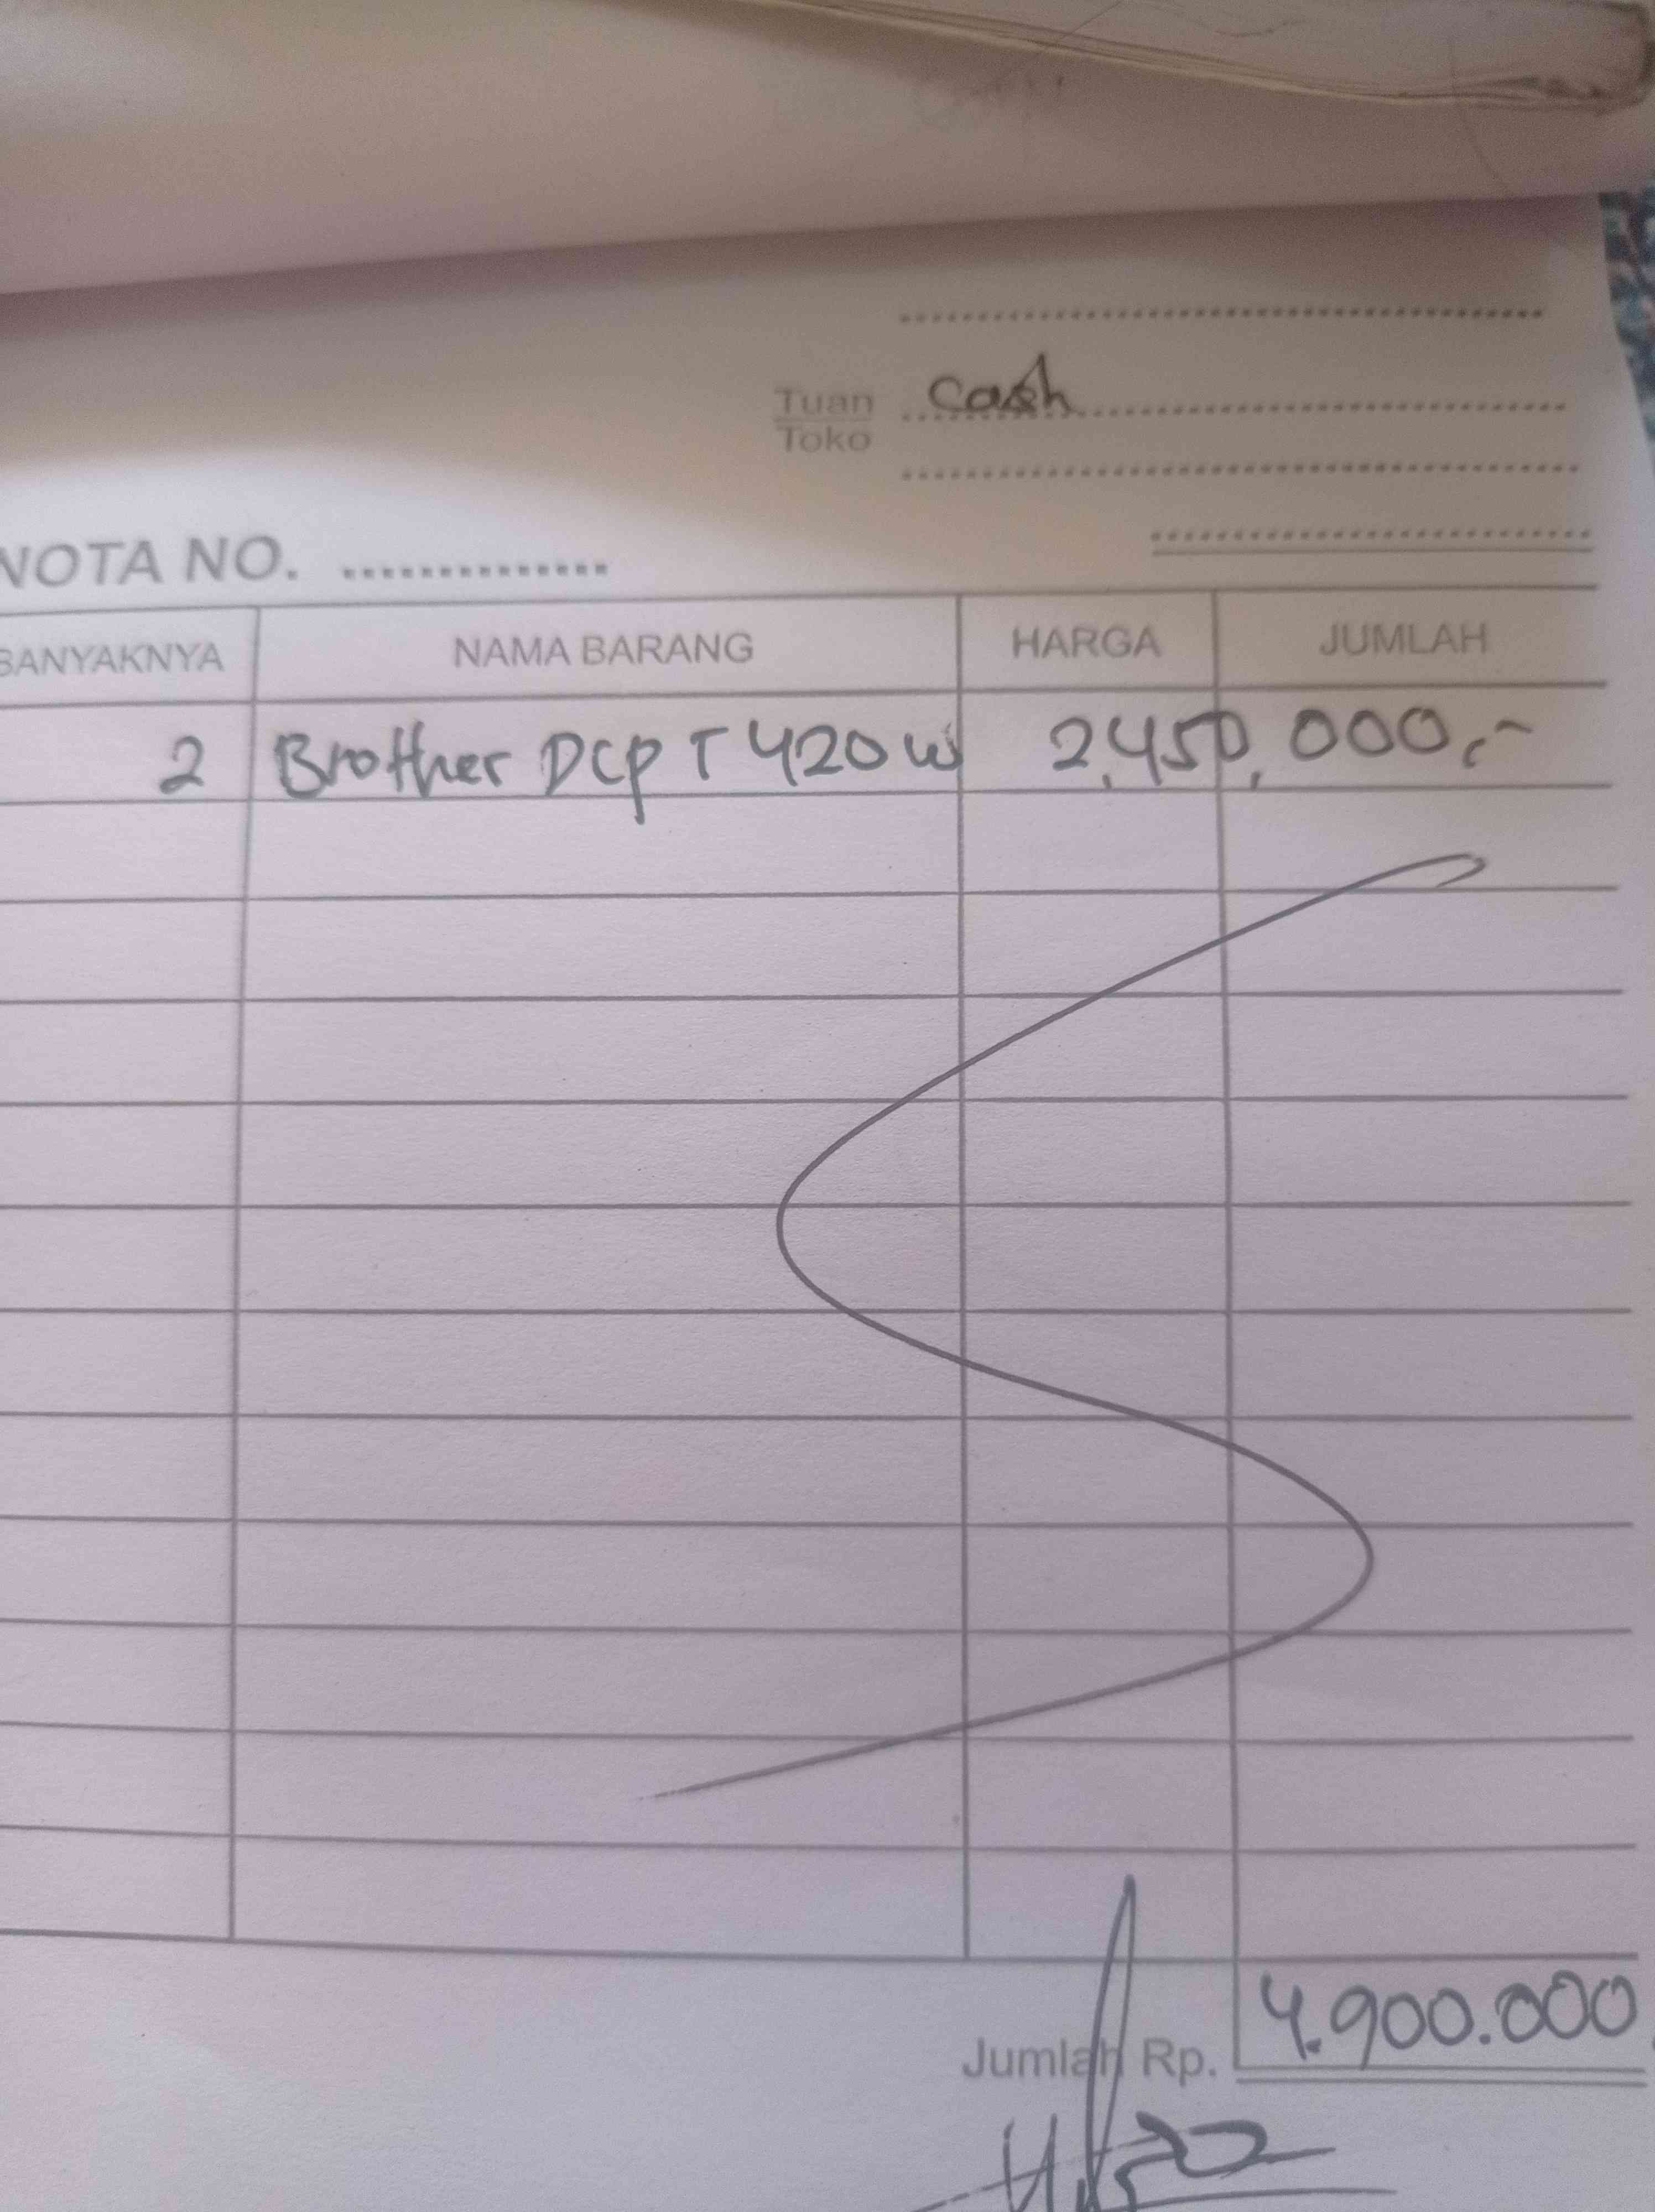 cash
Tuan
Toko
NOTA NO. ...............
BANYAKNYA NAMA BARANG HARGA JUMLAH
2 Brother DCP T 420 W 2,450,000,-
Jumlah Rp. 4.900.000